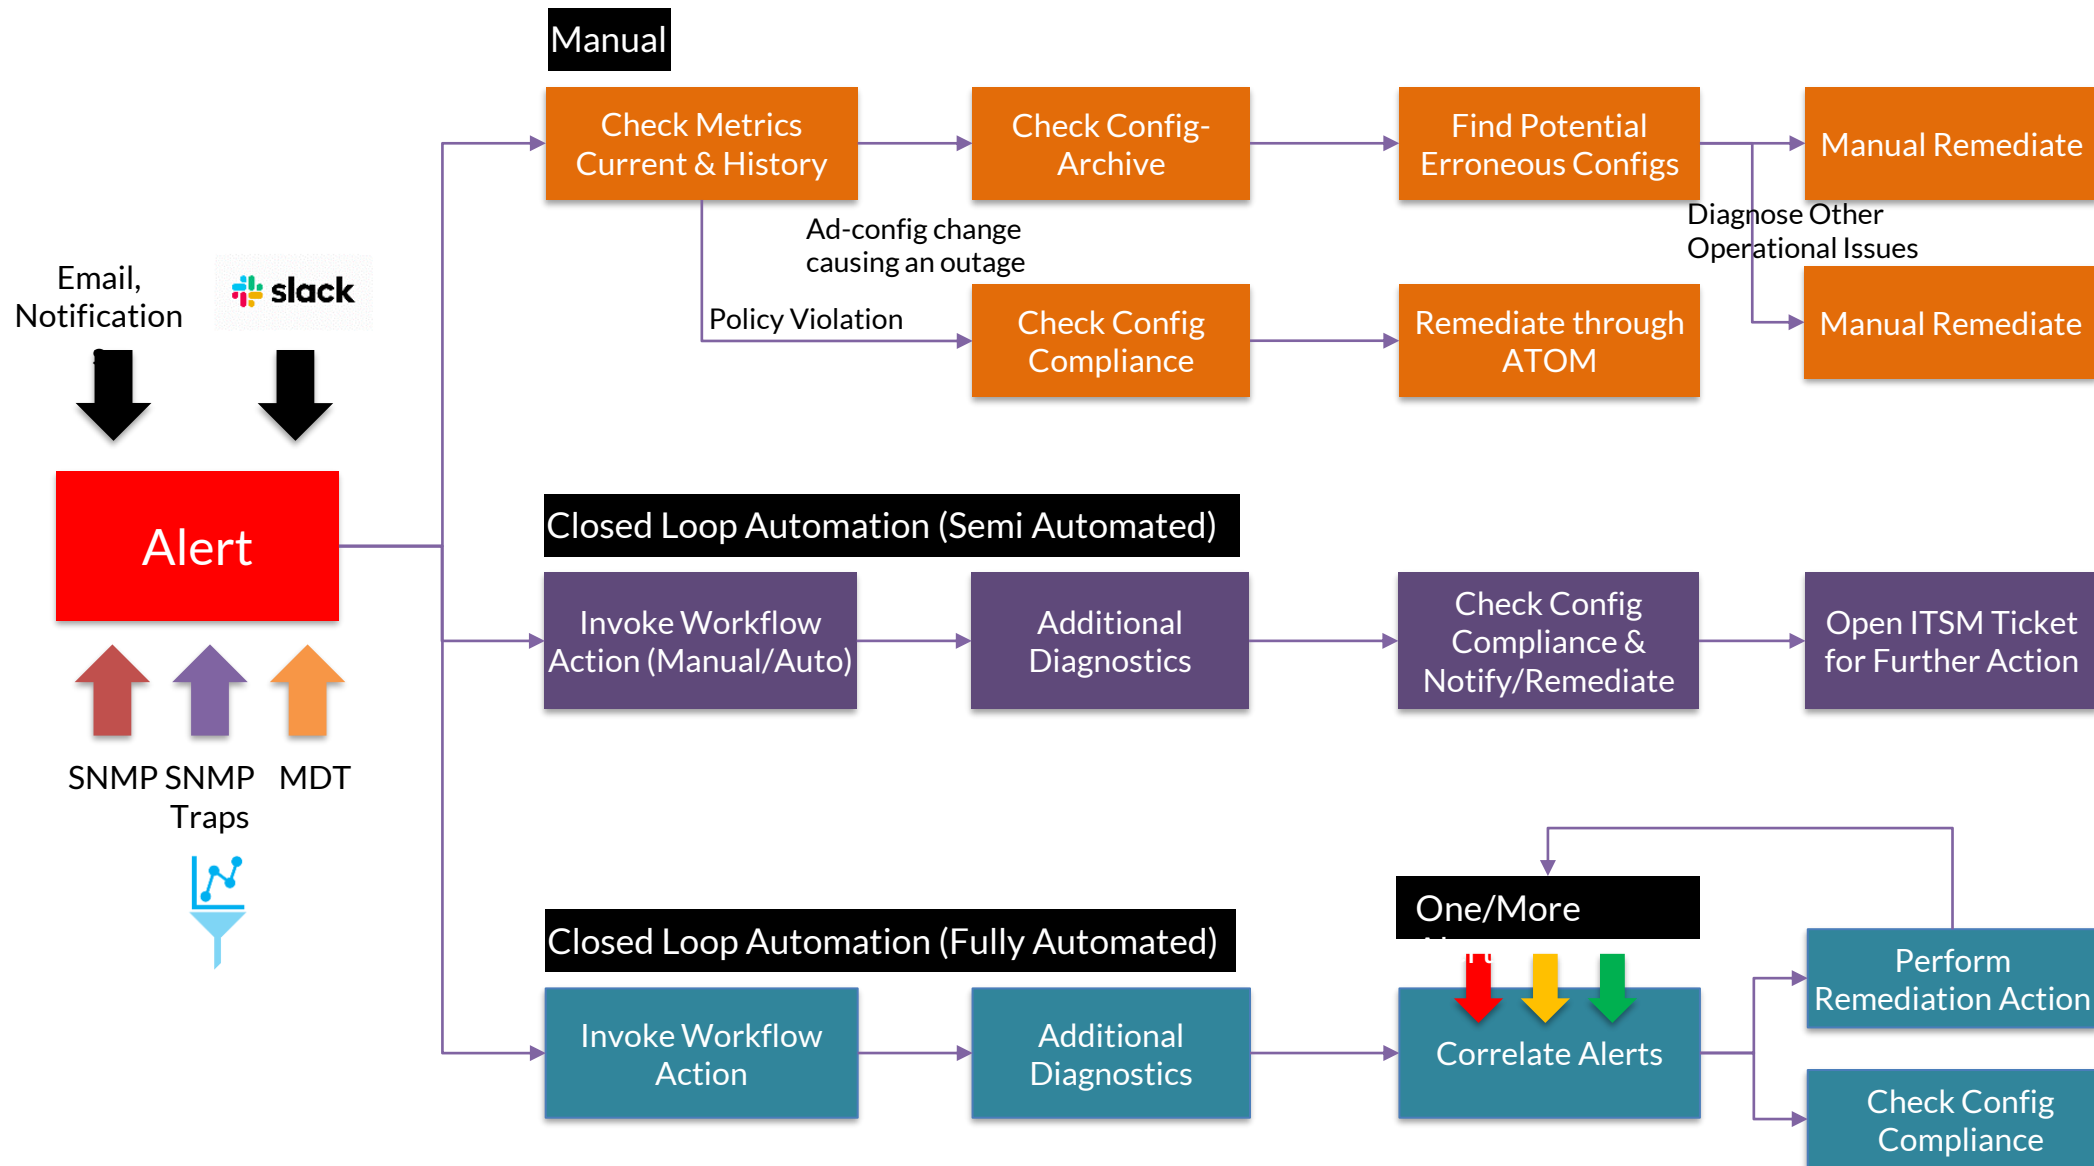 Manual
Check Metrics
Current & History
Check Config-
Archive
Find Potential
Erroneous Configs
Manual Remediate
Ad-config change
causing an outage
Diagnose Other
Operational Issues
Policy Violation
Check Config
Compliance
Remediate through
ATOM
Manual Remediate
Email,
Notification
slack
Alert
SNMP
SNMP
Traps
MDT
Closed Loop Automation (Semi Automated)
Invoke Workflow
Action (Manual/Auto)
Additional
Diagnostics
Check Config
Compliance &
Notify/Remediate
Open ITSM Ticket
for Further Action
Closed Loop Automation (Fully Automated)
Invoke Workflow
Action
Additional
Diagnostics
One/More
Correlate Alerts
Perform
Remediation Action
Check Config
Compliance